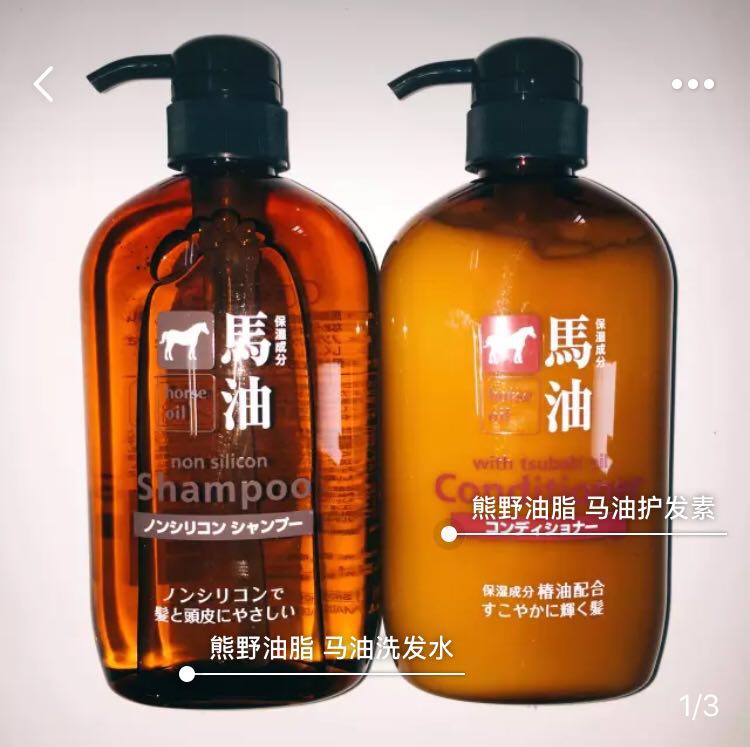 馬油
保湿成分
horse
oil
non silicon
Shampoo
ノンシリコン シャンプー
ノンシリコンで
髪と頭皮にやさしい
熊野油脂 马油洗发水
馬油
保湿成分
horse
oil
with tsubaki oil
Conditioner
熊野油脂 马油护发素
コンディショナー
保湿成分 椿油配合
すこやかに輝く髪
1/3